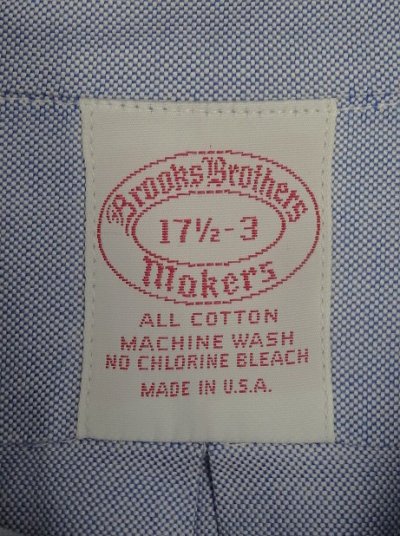 Brooks Brothers
17½-3
Makers
ALL COTTON
MACHINE WASH
NO CHLORINE BLEACH
MADE IN U.S.A.